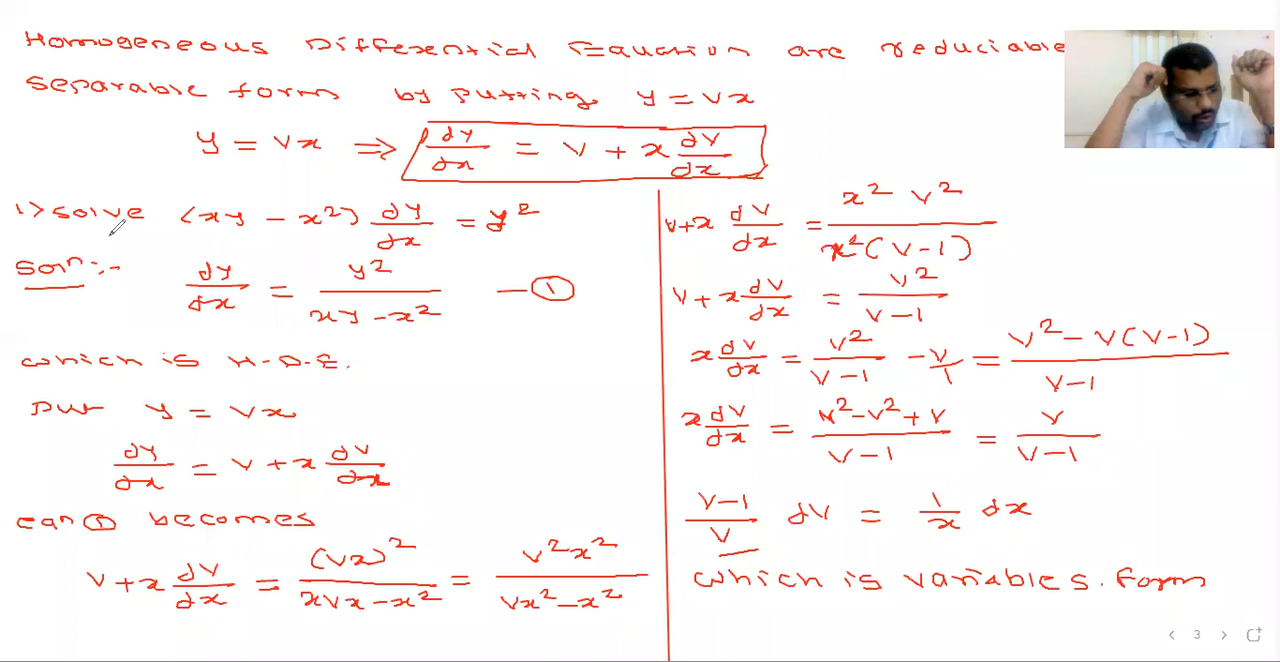 Homogeneous Differential Equation are reduciable
separable form by putting y = vx
y = vx ⇒ dy/dx = v + x dv/dx
1) solve (xy - x²) dy/dx = y²
Soln:-
dy/dx = y²/(xy - x²) — ①
which is H.D.E.
put y = vx
dy/dx = v + x dv/dx
eqn ① becomes
v + x dv/dx = (vx)²/(xvx - x²) = v²x²/(vx² - x²)
v + x dv/dx = x² v²/(x²(v-1))
v + x dv/dx = v²/(v-1)
x dv/dx = v²/(v-1) - v/1 = (v² - v(v-1))/(v-1)
x dv/dx = (v² - v² + v)/(v-1) = v/(v-1)
(v-1)/v dv = 1/x dx
which is variable S. form
< 3 >